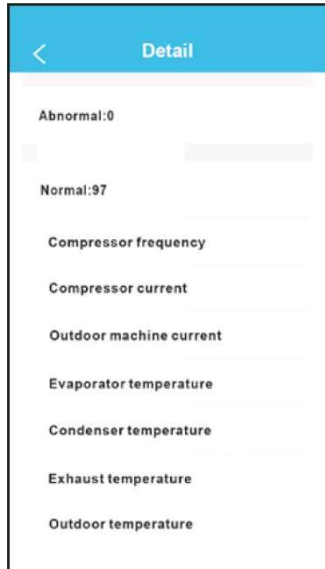 Detail
Abnormal:0
Normal:97
Compressor frequency
Compressor current
Outdoor machine current
Evaporator temperature
Condenser temperature
Exhaust temperature
Outdoor temperature